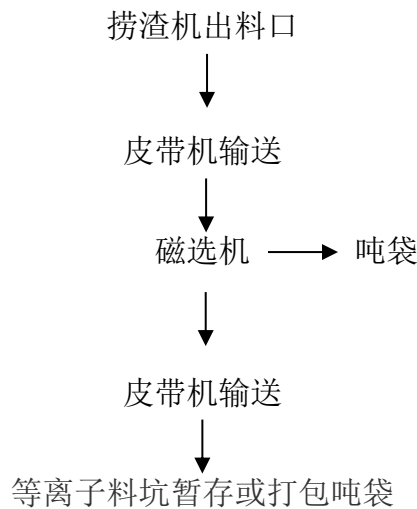 捞渣机出料口
皮带机输送
磁选机
吨袋
皮带机输送
等离子料坑暂存或打包吨袋